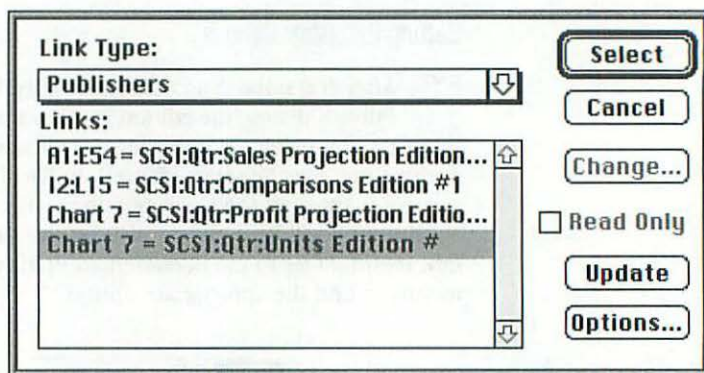 Link Type:
Publishers
Links:
A1:E54 = SCSI:Qtr:Sales Projection Edition...
I2:L15 = SCSI:Qtr:Comparisons Edition #1
Chart 7 = SCSI:Qtr:Profit Projection Editio...
Chart 7 = SCSI:Qtr:Units Edition #
Select
Cancel
Change...
Read Only
Update
Options...